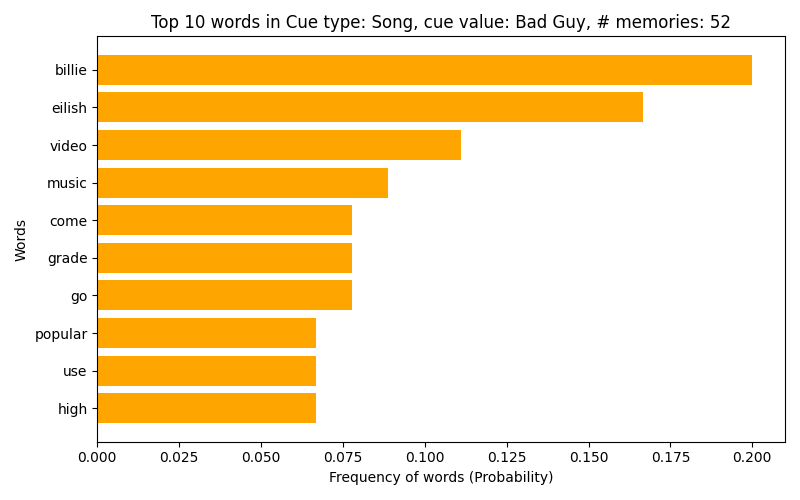 Top 10 words in Cue type: Song, cue value: Bad Guy, # memories: 52
billie
eilish
video
music
come
grade
go
popular
use
high
Words
0.000 0.025 0.050 0.075 0.100 0.125 0.150 0.175 0.200
Frequency of words (Probability)